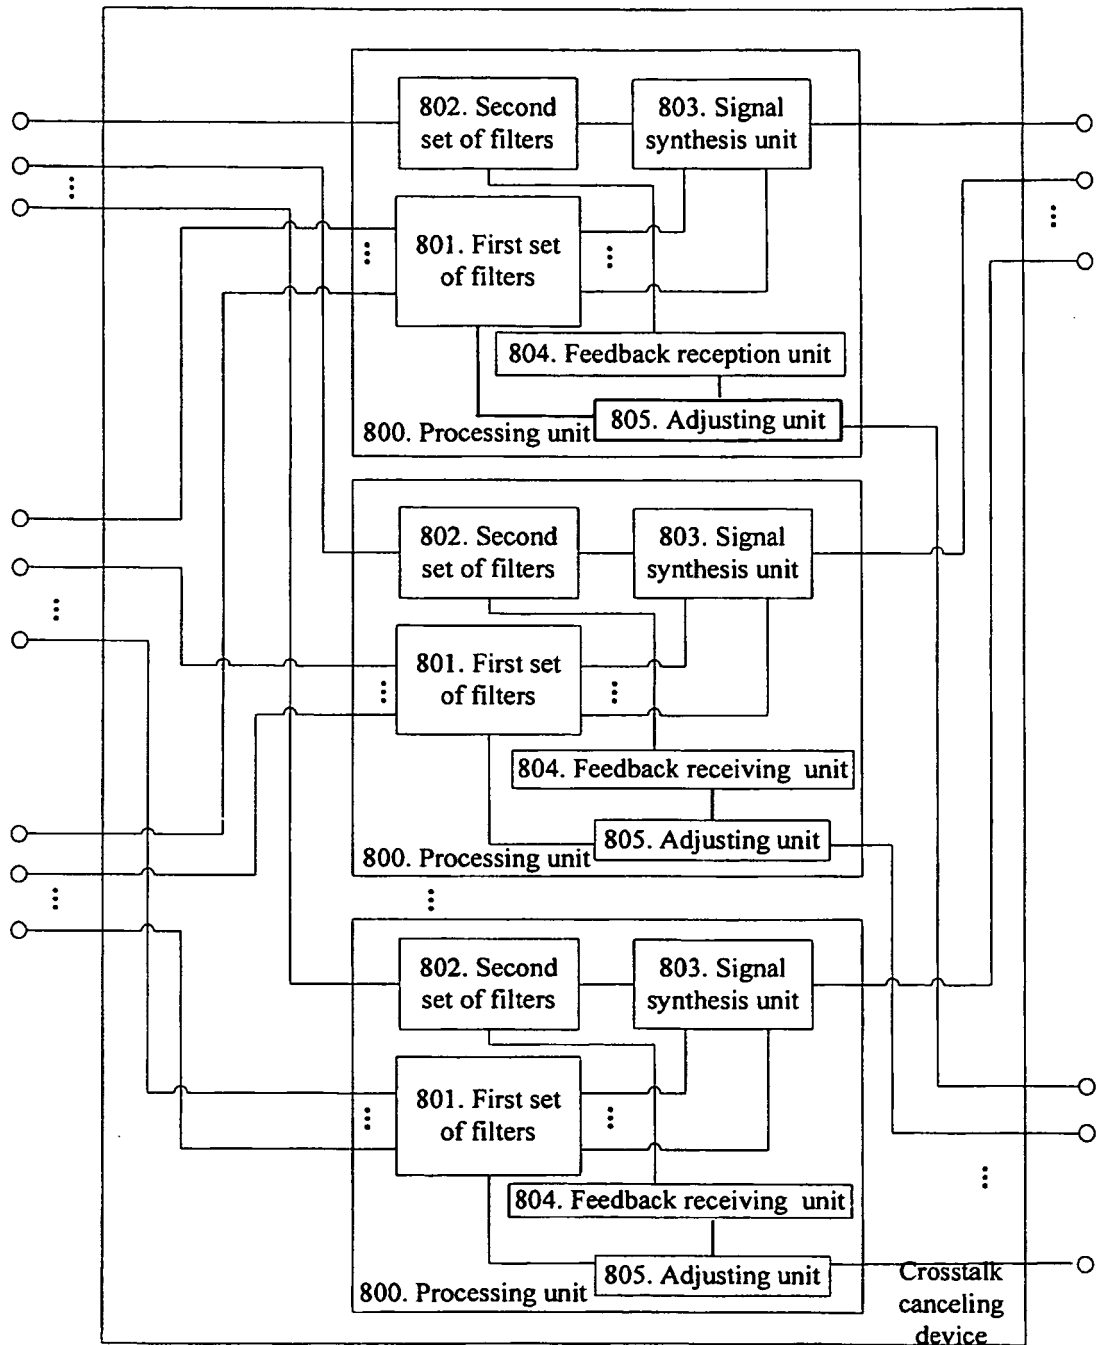 802. Second
set of filters
803. Signal
synthesis unit
801. First set
of filters
804. Feedback reception unit
805. Adjusting unit
800. Processing unit
802. Second
set of filters
803. Signal
synthesis unit
801. First set
of filters
804. Feedback receiving unit
805. Adjusting unit
800. Processing unit
802. Second
set of filters
803. Signal
synthesis unit
801. First set
of filters
804. Feedback receiving unit
805. Adjusting unit
800. Processing unit
Crosstalk
canceling
device